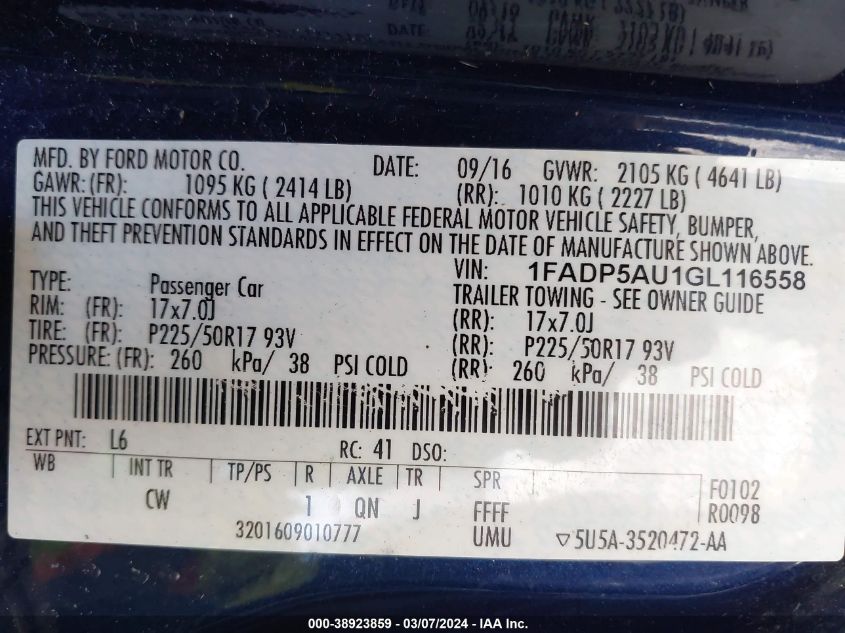 MFD. BY FORD MOTOR CO. DATE: 09/16 GVWR: 2105 KG ( 4641 LB)
GAWR: (FR): 1095 KG ( 2414 LB) (RR): 1010 KG ( 2227 LB)
THIS VEHICLE CONFORMS TO ALL APPLICABLE FEDERAL MOTOR VEHICLE SAFETY, BUMPER,
AND THEFT PREVENTION STANDARDS IN EFFECT ON THE DATE OF MANUFACTURE SHOWN ABOVE.
VIN: 1FADP5AU1GL116558
TYPE: Passenger Car TRAILER TOWING - SEE OWNER GUIDE
RIM: (FR): 17x7.0J (RR): 17x7.0J
TIRE: (FR): P225/50R17 93V (RR): P225/50R17 93V
PRESSURE: (FR): 260 kPa/ 38 PSI COLD (RR): 260 kPa/ 38 PSI COLD
EXT PNT: L6 RC: 41 DSO:
WB INT TR TP/PS R AXLE TR SPR F0102
CW 1 QN J FFFF R0098
3201609010777 UMU ▽5U5A-3520472-AA
000-38923859 - 03/07/2024 - IAA Inc.